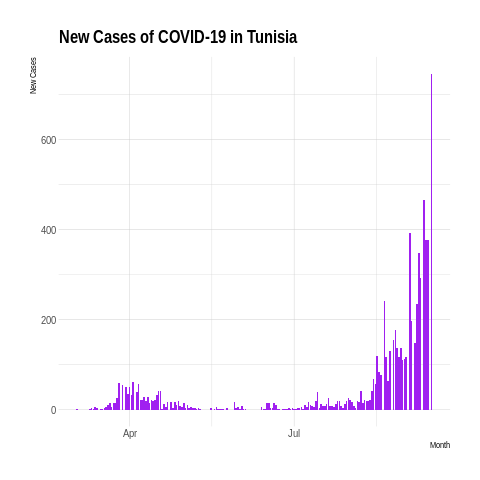 New Cases of COVID-19 in Tunisia
New Cases
600
400
200
0
Apr
Jul
Month